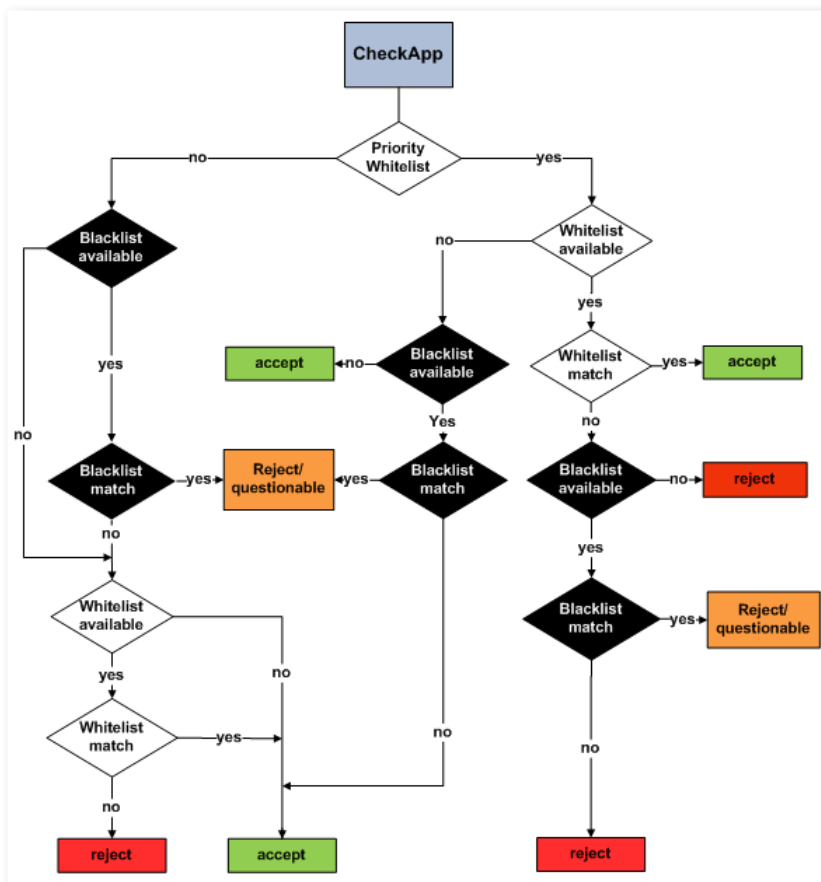 CheckApp
Priority
Whitelist
no
yes
Blacklist
available
Whitelist
available
no
yes
accept
no
Blacklist
available
Whitelist
match
yes
accept
yes
Yes
no
no
Blacklist
match
yes
Reject/
questionable
yes
Blacklist
match
Blacklist
available
no
reject
no
yes
Whitelist
available
Blacklist
match
yes
Reject/
questionable
yes
no
Whitelist
match
yes
no
no
no
reject
accept
reject